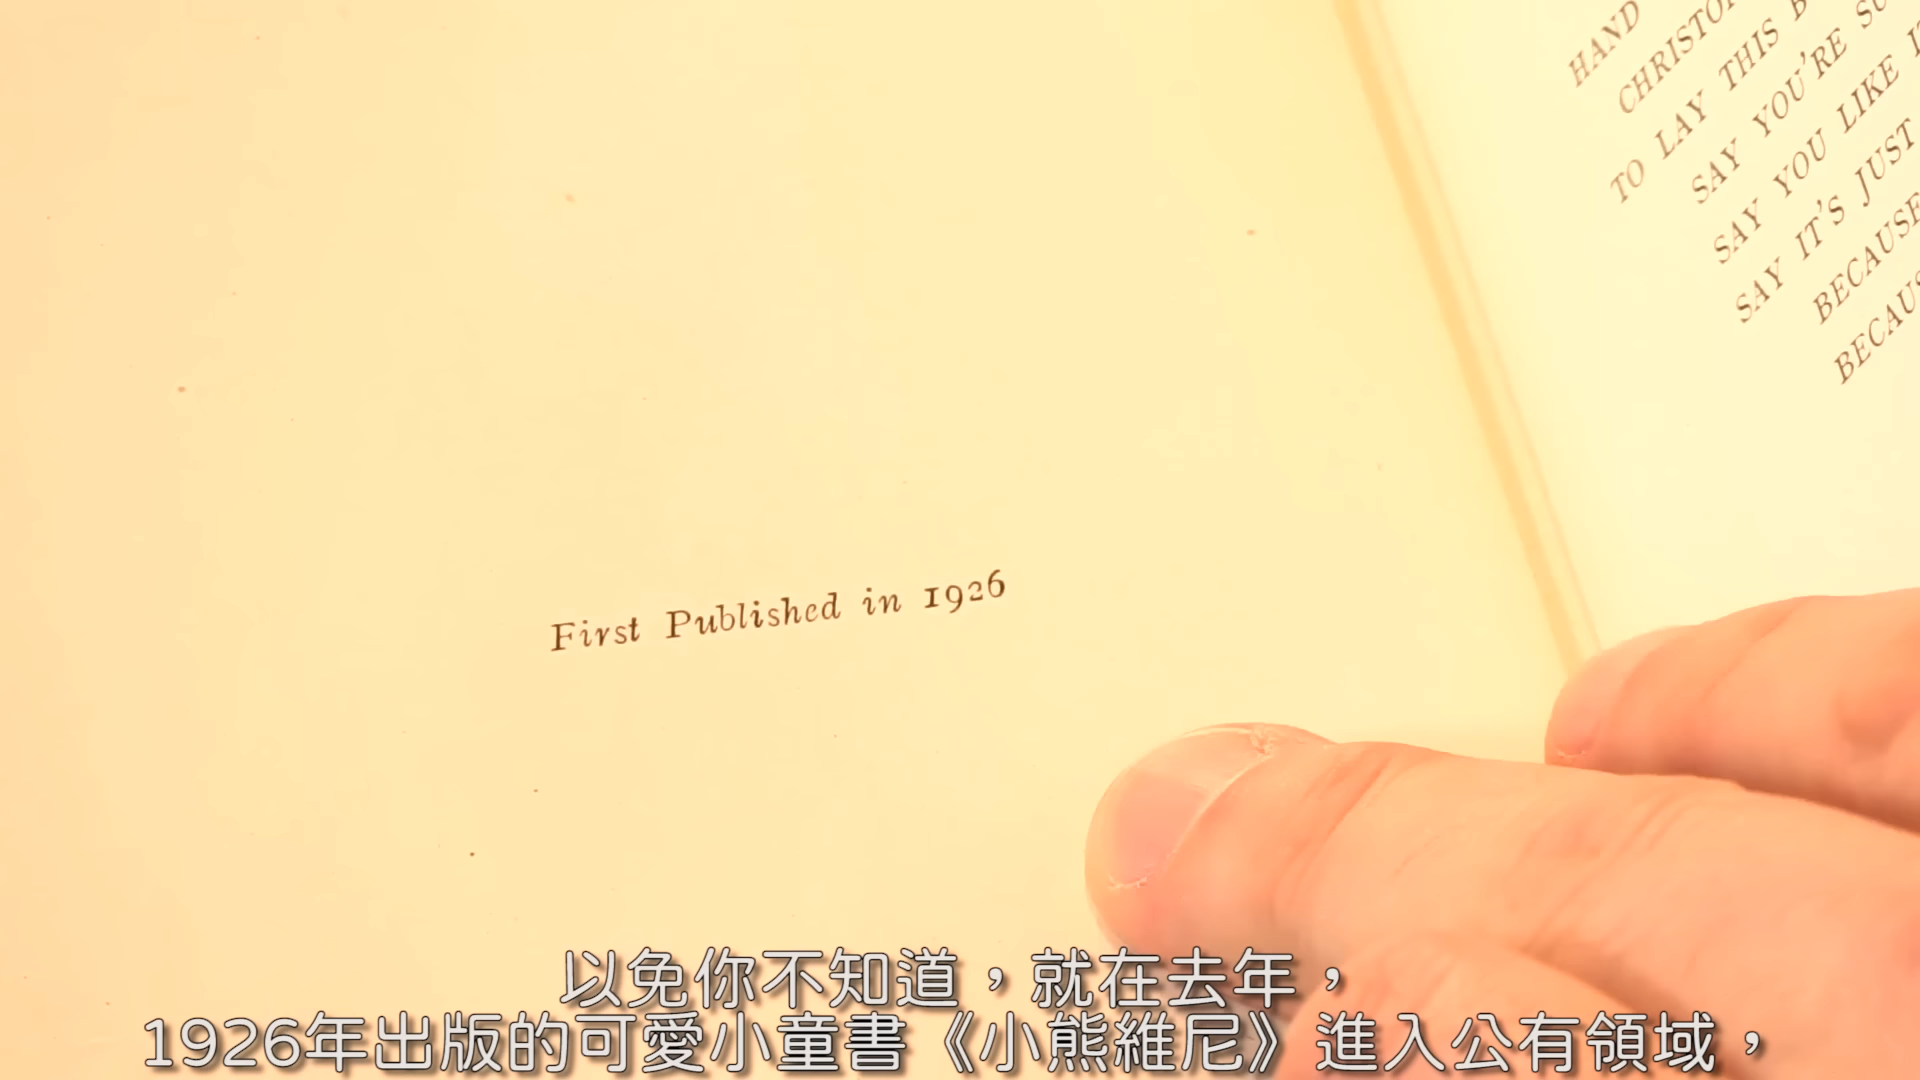 HAND
TO LAY THIS
SAY YOU'RE
SAY YOU LIKE
SAY IT'S JUST
BECAUSE
First Published in 1926
以免你不知道，就在去年，
1926年出版的可愛小童書《小熊維尼》進入公有領域，